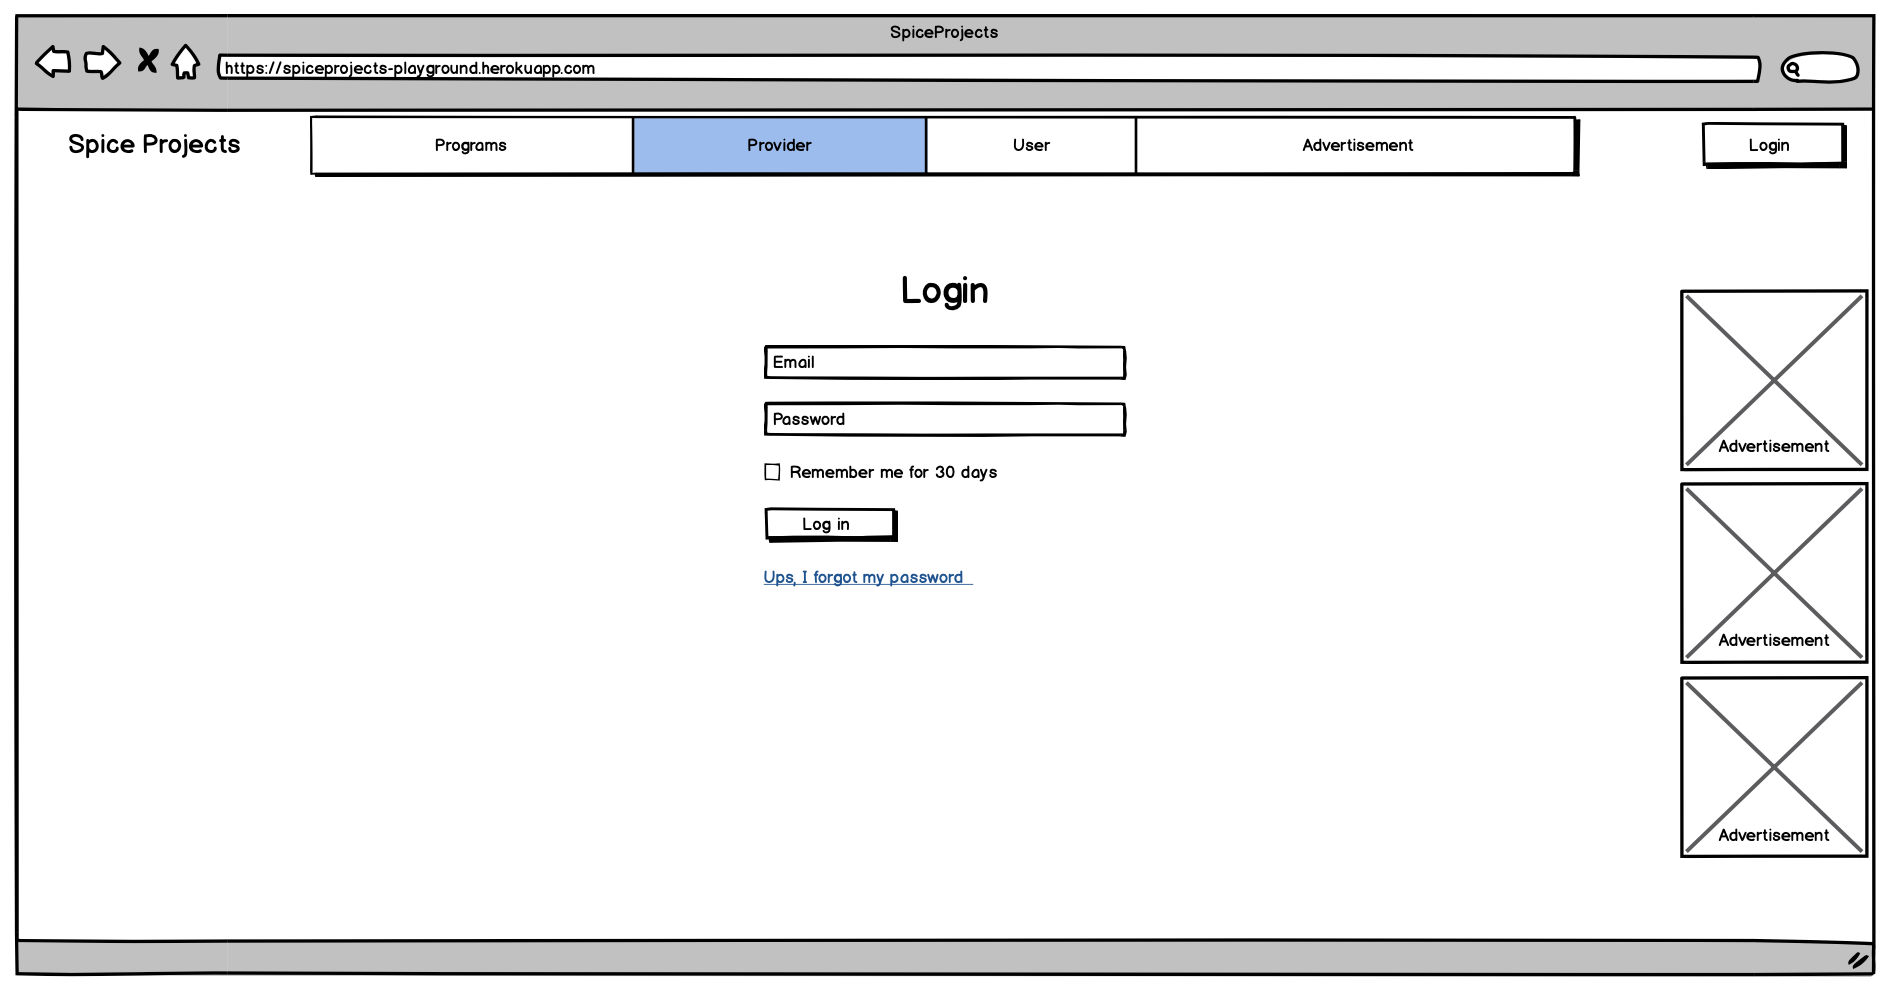 SpiceProjects
https://spiceprojects-playground.herokuapp.com
Spice Projects
Programs
Provider
User
Advertisement
Login
Login
Email
Password
Remember me for 30 days
Log in
Ups, I forgot my password
Advertisement
Advertisement
Advertisement